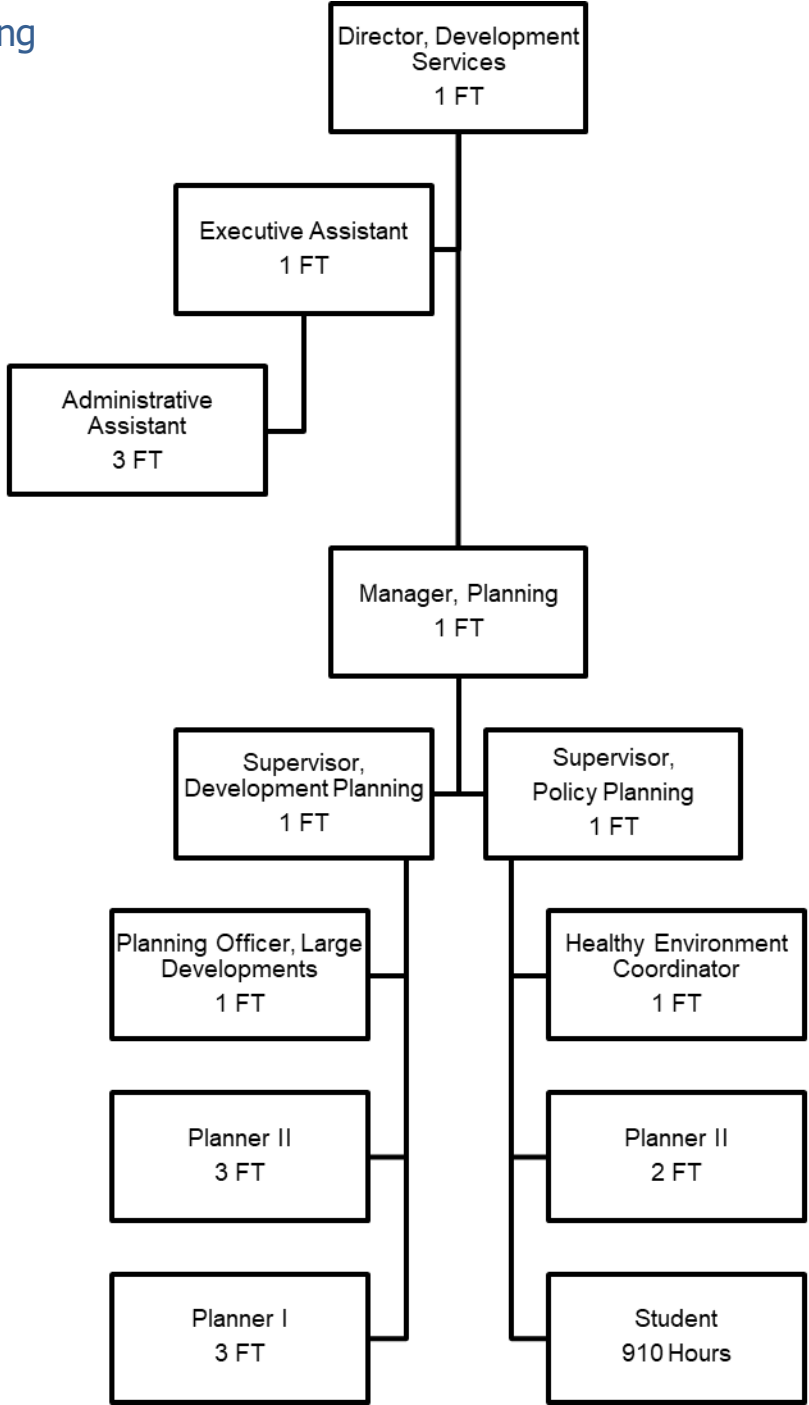 ng
Director, Development
Services
1 FT
Executive Assistant
1 FT
Administrative
Assistant
3 FT
Manager, Planning
1 FT
Supervisor,
Development Planning
1 FT
Supervisor,
Policy Planning
1 FT
Planning Officer, Large
Developments
1 FT
Healthy Environment
Coordinator
1 FT
Planner II
3 FT
Planner II
2 FT
Planner I
3 FT
Student
910 Hours